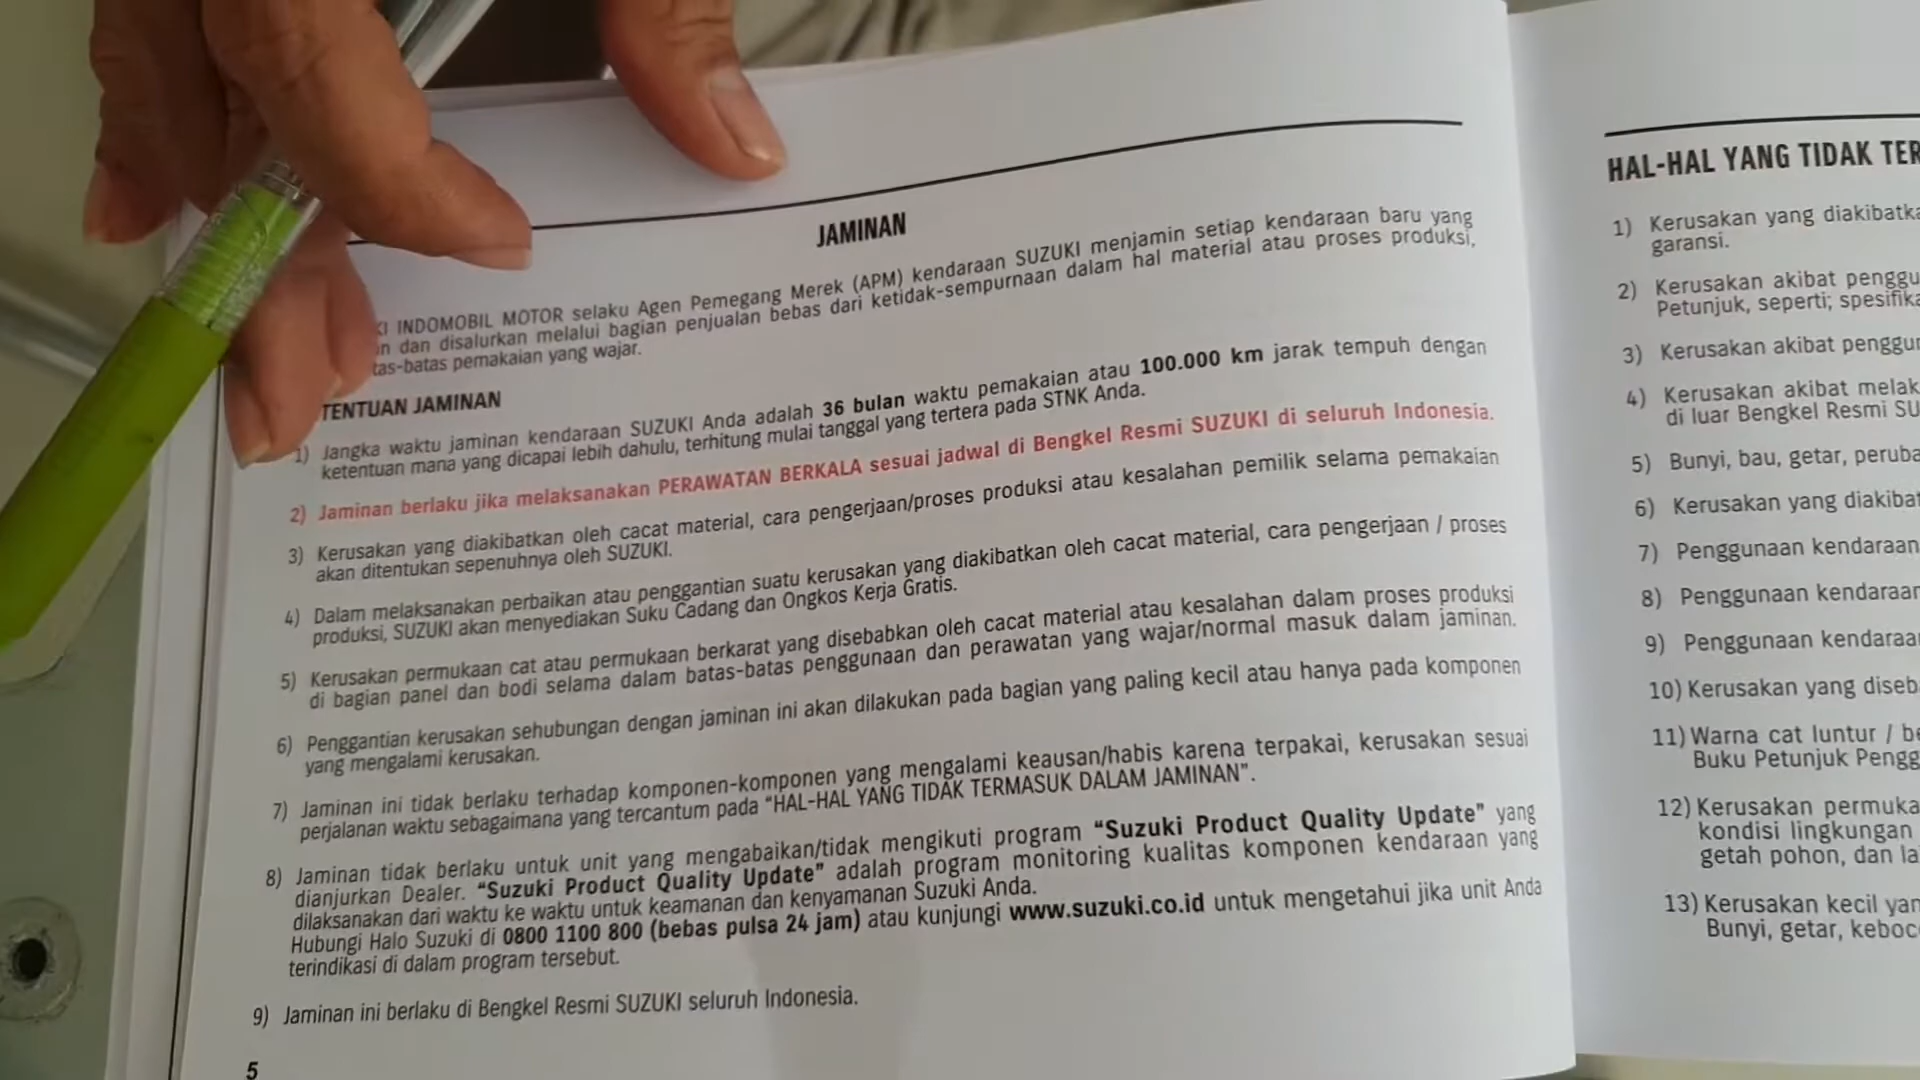 JAMINAN
INDOMOBIL MOTOR selaku Agen Pemegang Merek (APM) kendaraan SUZUKI menjamin setiap kendaraan baru yang
dan disalurkan melalui bagian penjualan bebas dari ketidak-sempurnaan dalam hal material atau proses produksi,
tas-batas pemakaian yang wajar.
TENTUAN JAMINAN
1) Jangka waktu jaminan kendaraan SUZUKI Anda adalah 36 bulan waktu pemakaian atau 100.000 km jarak tempuh dengan
ketentuan mana yang dicapai lebih dahulu, terhitung mulai tanggal yang tertera pada STNK Anda.
2) Jaminan berlaku jika melaksanakan PERAWATAN BERKALA sesuai jadwal di Bengkel Resmi SUZUKI di seluruh Indonesia.
3) Kerusakan yang diakibatkan oleh cacat material, cara pengerjaan/proses produksi atau kesalahan pemilik selama pemakaian
akan ditentukan sepenuhnya oleh SUZUKI.
4) Dalam melaksanakan perbaikan atau penggantian suatu kerusakan yang diakibatkan oleh cacat material, cara pengerjaan / proses
produksi, SUZUKI akan menyediakan Suku Cadang dan Ongkos Kerja Gratis.
5) Kerusakan permukaan cat atau permukaan berkarat yang disebabkan oleh cacat material atau kesalahan dalam proses produksi
di bagian panel dan bodi selama dalam batas-batas penggunaan dan perawatan yang wajar/normal masuk dalam jaminan.
6) Penggantian kerusakan sehubungan dengan jaminan ini akan dilakukan pada bagian yang paling kecil atau hanya pada komponen
yang mengalami kerusakan.
7) Jaminan ini tidak berlaku terhadap komponen-komponen yang mengalami keausan/habis karena terpakai, kerusakan sesuai
perjalanan waktu sebagaimana yang tercantum pada “HAL-HAL YANG TIDAK TERMASUK DALAM JAMINAN”.
8) Jaminan tidak berlaku untuk unit yang mengabaikan/tidak mengikuti program “Suzuki Product Quality Update” yang
dianjurkan Dealer. “Suzuki Product Quality Update” adalah program monitoring kualitas komponen kendaraan yang
dilaksanakan dari waktu ke waktu untuk keamanan dan kenyamanan Suzuki Anda.
Hubungi Halo Suzuki di 0800 1100 800 (bebas pulsa 24 jam) atau kunjungi www.suzuki.co.id untuk mengetahui jika unit Anda
terindikasi di dalam program tersebut.
9) Jaminan ini berlaku di Bengkel Resmi SUZUKI seluruh Indonesia.
5
HAL-HAL YANG TIDAK TER
1) Kerusakan yang diakibatka
garansi.
2) Kerusakan akibat penggu
Petunjuk, seperti; spesifika
3) Kerusakan akibat penggu
4) Kerusakan akibat melak
di luar Bengkel Resmi SU
5) Bunyi, bau, getar, peruba
6) Kerusakan yang diakibat
7) Penggunaan kendaraan
8) Penggunaan kendaraan
9) Penggunaan kendaraa
10) Kerusakan yang diseb
11) Warna cat luntur / be
Buku Petunjuk Pengg
12) Kerusakan permuka
kondisi lingkungan
getah pohon, dan la
13) Kerusakan kecil yan
Bunyi, getar, keboc